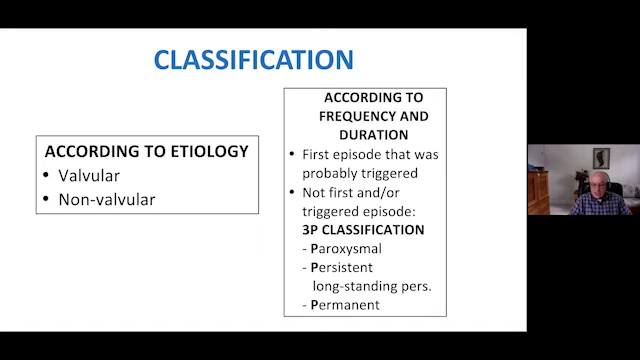 CLASSIFICATION
ACCORDING TO ETIOLOGY
• Valvular
• Non-valvular
ACCORDING TO
FREQUENCY AND
DURATION
• First episode that was
probably triggered
• Not first and/or
triggered episode:
3P CLASSIFICATION
- Paroxysmal
- Persistent
long-standing pers.
- Permanent